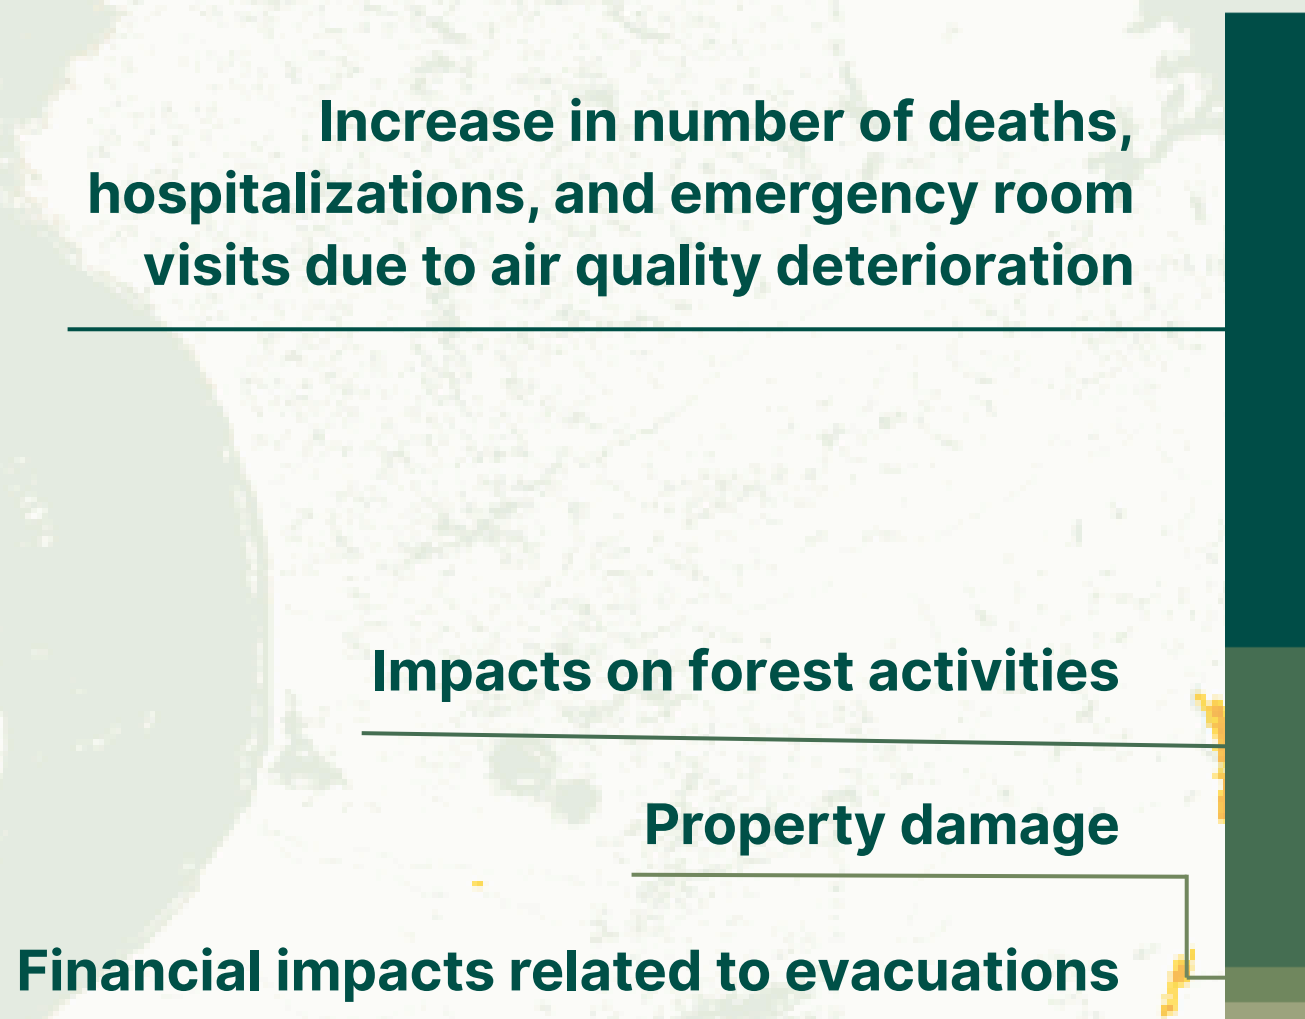 Increase in number of deaths,
hospitalizations, and emergency room
visits due to air quality deterioration
Impacts on forest activities
Property damage
Financial impacts related to evacuations